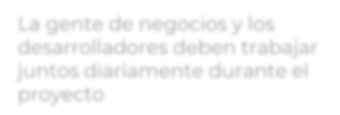 La gente de negocios y los
desarrolladores deben trabajar
juntos diariamente durante el
proyecto